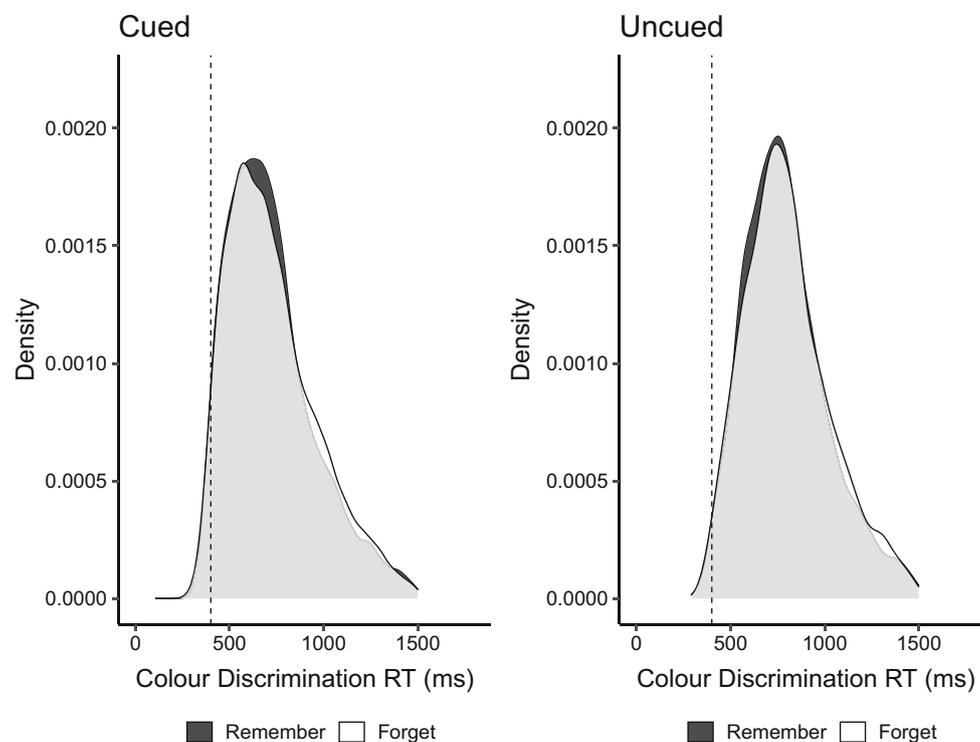 Cued
Uncued
Density
0.0020
0.0015
0.0010
0.0005
0.0000
0
500
1000
1500
Colour Discrimination RT (ms)
Remember
Forget
Density
0.0020
0.0015
0.0010
0.0005
0.0000
0
500
1000
1500
Colour Discrimination RT (ms)
Remember
Forget